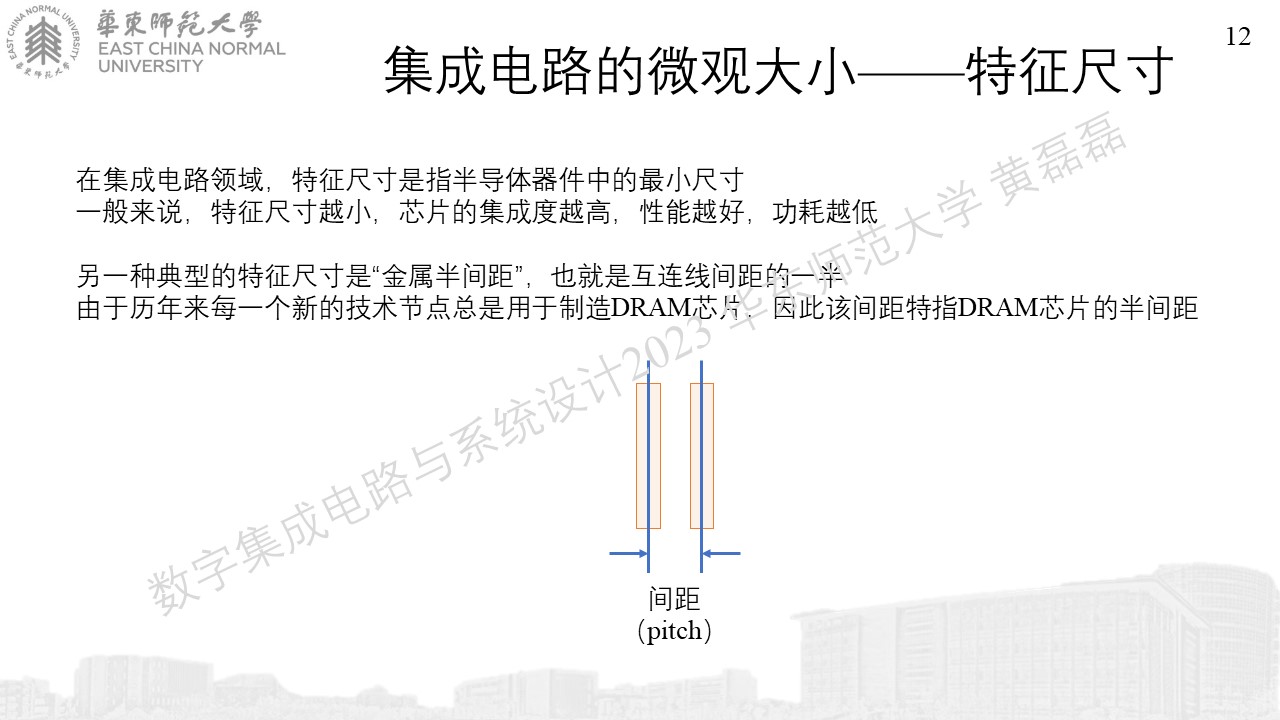 華東師範大學
EAST CHINA NORMAL
UNIVERSITY
EAST CHINA NORMAL UNIVERSITY
華東师范大学
12
集成电路的微观大小——特征尺寸
在集成电路领域，特征尺寸是指半导体器件中的最小尺寸
一般来说，特征尺寸越小，芯片的集成度越高，性能越好，功耗越低
另一种典型的特征尺寸是“金属半间距”，也就是互连线间距的一半
由于历年来每一个新的技术节点总是用于制造DRAM芯片，因此该间距特指DRAM芯片的半间距
数字集成电路与系统设计2023 华东师范大学 黄磊磊
间距
（pitch）